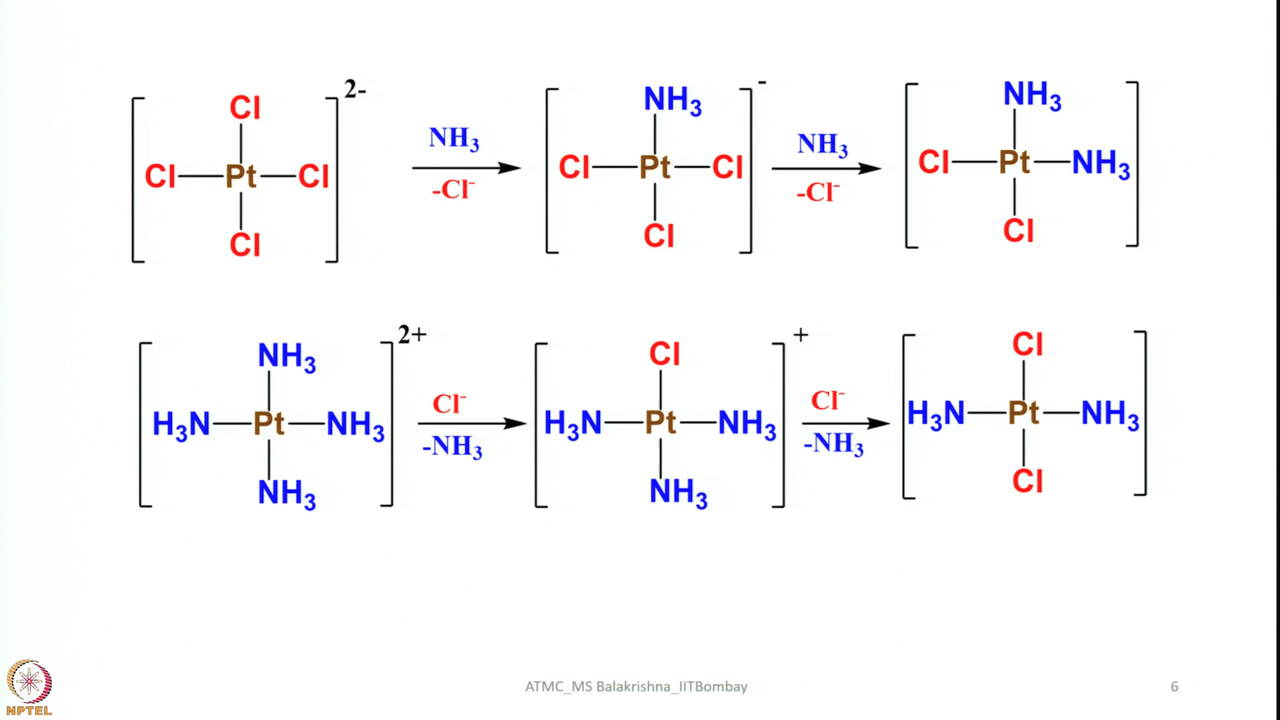 [PtCl4]2-
Cl
Cl—Pt—Cl
Cl
2-
NH3
-Cl-
NH3
Cl—Pt—Cl
Cl
-
NH3
-Cl-
NH3
Cl—Pt—NH3
Cl
NH3
H3N—Pt—NH3
NH3
2+
Cl-
-NH3
Cl
H3N—Pt—NH3
NH3
+
Cl-
-NH3
Cl
H3N—Pt—NH3
Cl
NPTEL
ATMC_MS Balakrishna_IITBombay
6